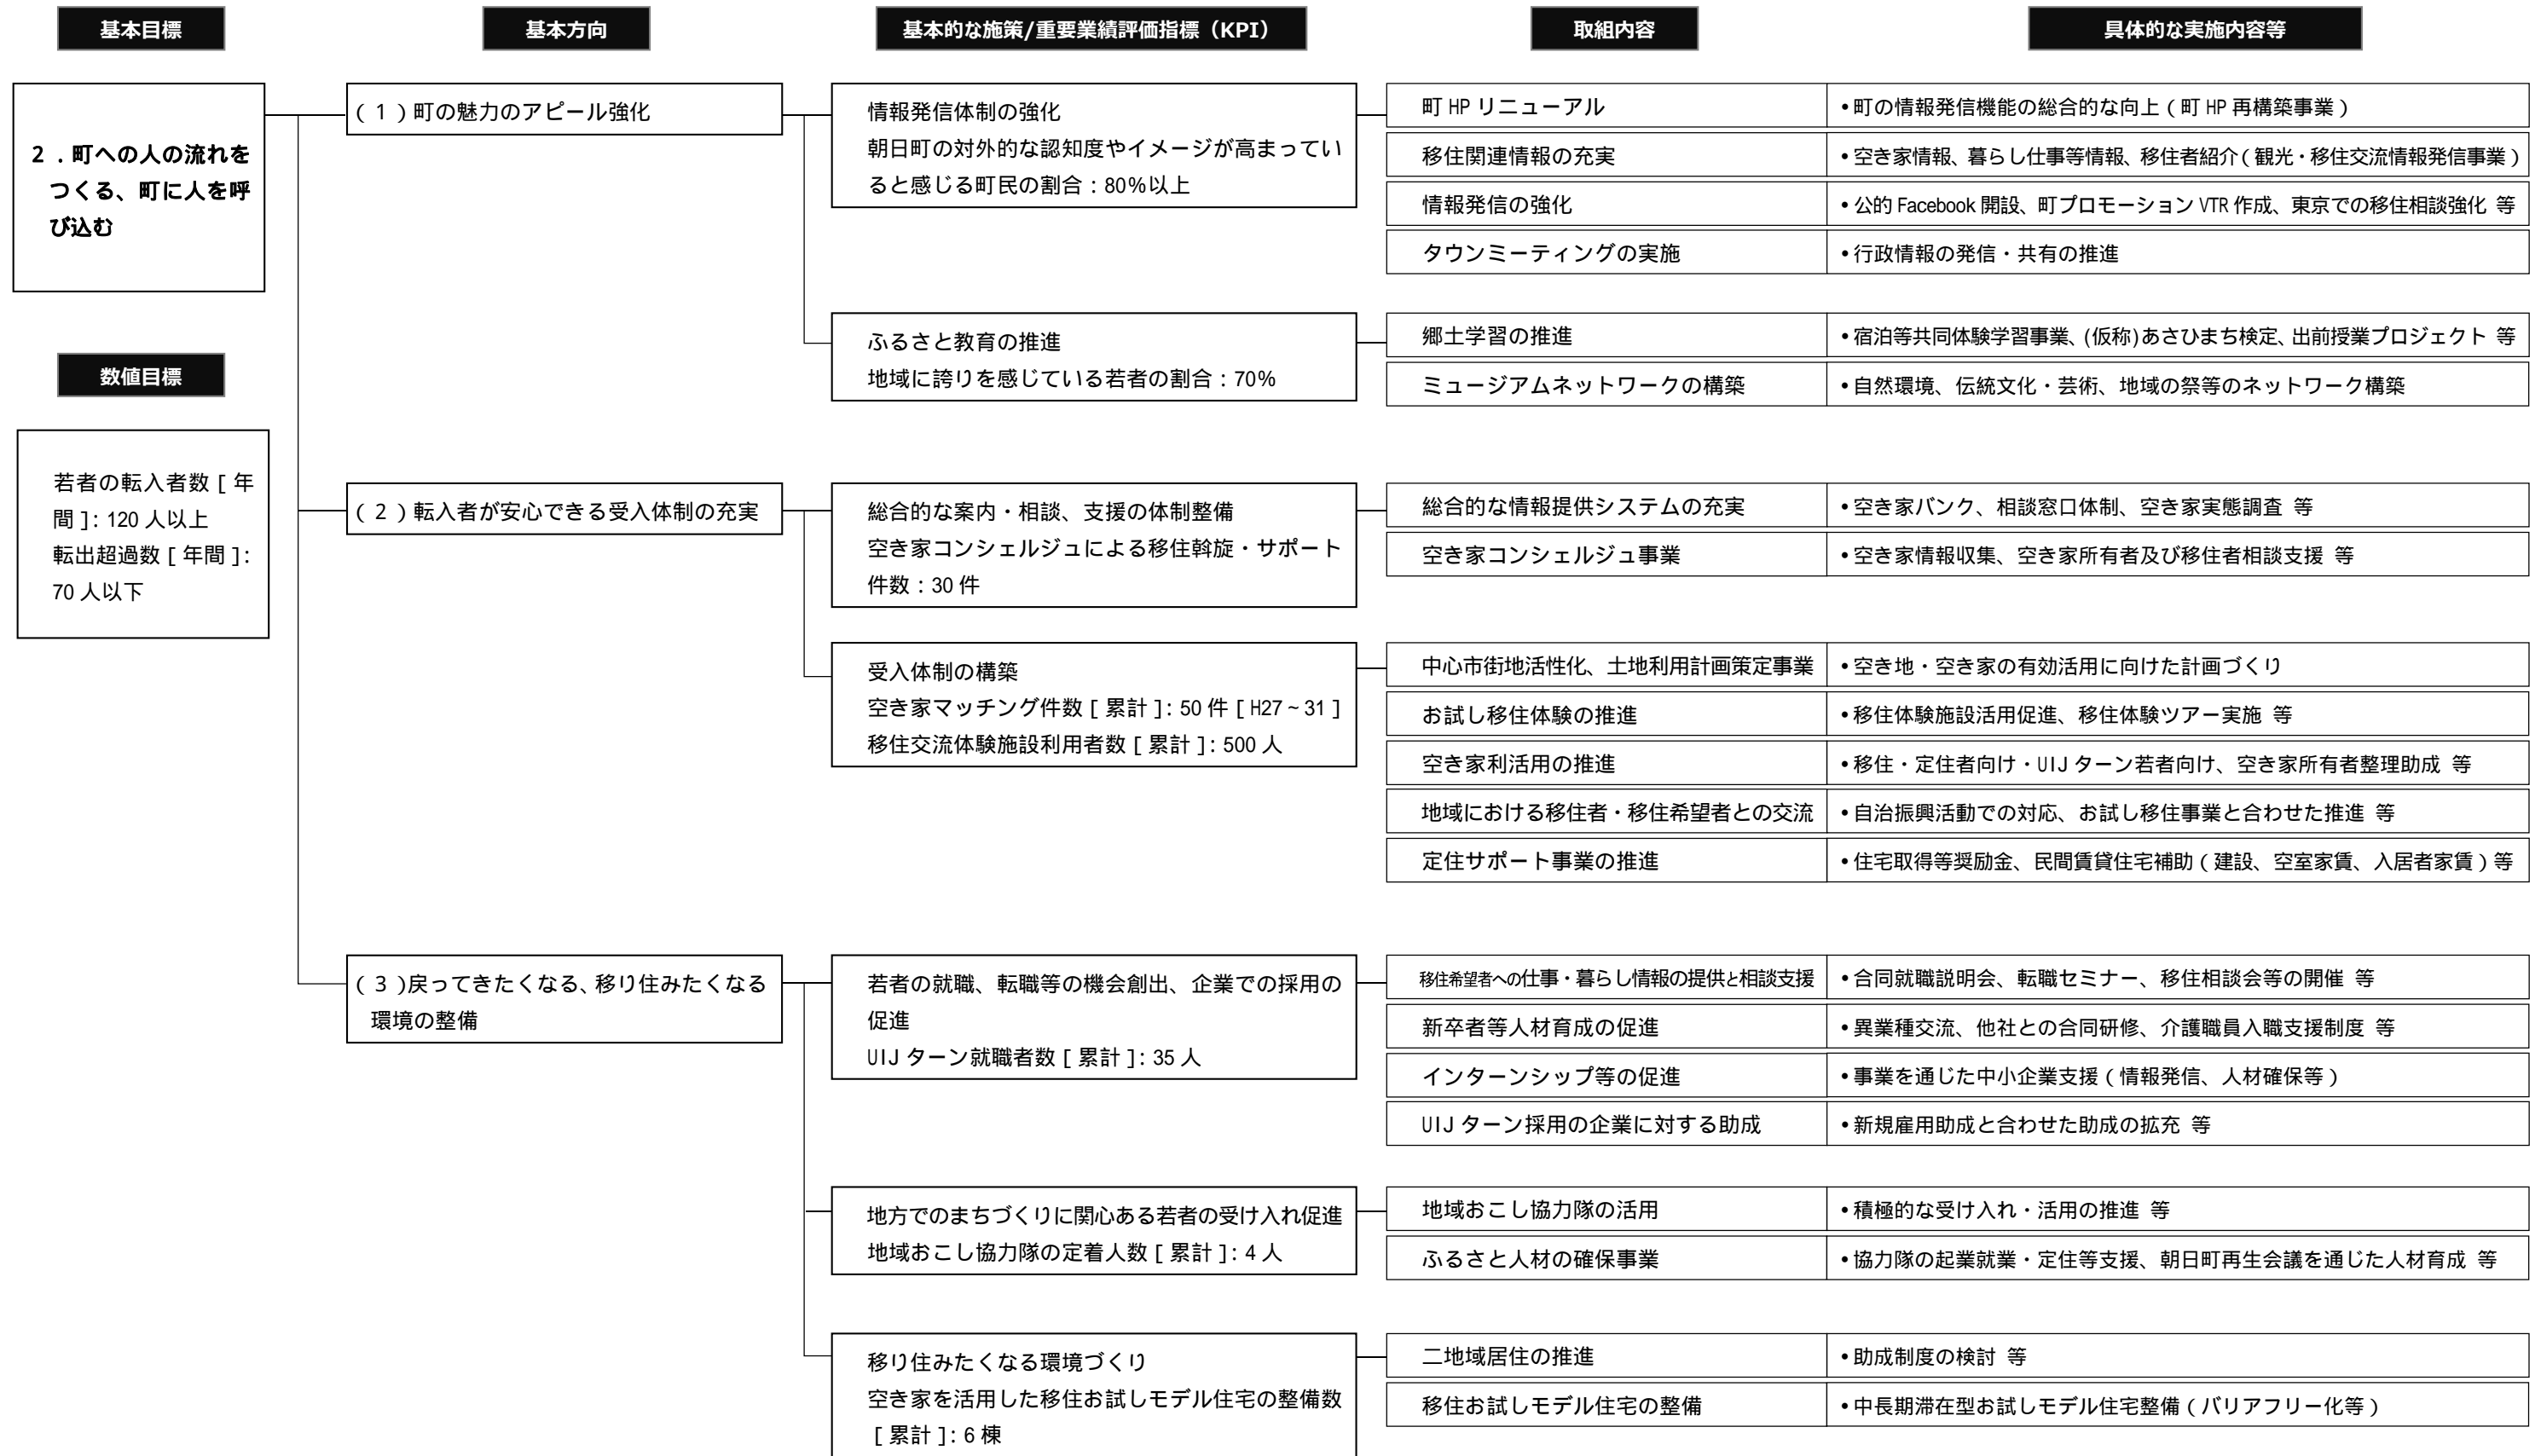 基本目標
基本方向
基本的な施策/重要業績評価指標（KPI）
取組内容
具体的な実施内容等
2．町への人の流れを
つくる、町に人を呼
び込む
数値目標
若者の転入者数［年
間］：120人以上
転出超過数［年間］：
70人以下
（1）町の魅力のアピール強化
情報発信体制の強化
朝日町の対外的な認知度やイメージが高まってい
ると感じる町民の割合：80%以上
町HPリニューアル
•町の情報発信機能の総合的な向上（町HP再構築事業）
移住関連情報の充実
•空き家情報、暮らし仕事等情報、移住者紹介（観光・移住交流情報発信事業）
情報発信の強化
•公的Facebook開設、町プロモーションVTR作成、東京での移住相談強化 等
タウンミーティングの実施
•行政情報の発信・共有の推進
ふるさと教育の推進
地域に誇りを感じている若者の割合：70%
郷土学習の推進
•宿泊等共同体験学習事業、(仮称)あさひまち検定、出前授業プロジェクト 等
ミュージアムネットワークの構築
•自然環境、伝統文化・芸術、地域の祭等のネットワーク構築
（2）転入者が安心できる受入体制の充実
総合的な案内・相談、支援の体制整備
空き家コンシェルジュによる移住斡旋・サポート
件数：30件
総合的な情報提供システムの充実
•空き家バンク、相談窓口体制、空き家実態調査 等
空き家コンシェルジュ事業
•空き家情報収集、空き家所有者及び移住者相談支援 等
受入体制の構築
空き家マッチング件数［累計］：50件［H27～31］
移住交流体験施設利用者数［累計］：500人
中心市街地活性化、土地利用計画策定事業
•空き地・空き家の有効活用に向けた計画づくり
お試し移住体験の推進
•移住体験施設活用促進、移住体験ツアー実施 等
空き家利活用の推進
•移住・定住者向け・UIJターン若者向け、空き家所有者整理助成 等
地域における移住者・移住希望者との交流
•自治振興活動での対応、お試し移住事業と合わせた推進 等
定住サポート事業の推進
•住宅取得等奨励金、民間賃貸住宅補助（建設、空室家賃、入居者家賃）等
（3）戻ってきたくなる、移り住みたくなる
環境の整備
若者の就職、転職等の機会創出、企業での採用の
促進
UIJターン就職者数［累計］：35人
移住希望者への仕事・暮らし情報の提供と相談支援
•合同就職説明会、転職セミナー、移住相談会等の開催 等
新卒者等人材育成の促進
•異業種交流、他社との合同研修、介護職員入職支援制度 等
インターンシップ等の促進
•事業を通じた中小企業支援（情報発信、人材確保等）
UIJターン採用の企業に対する助成
•新規雇用助成と合わせた助成の拡充 等
地方でのまちづくりに関心ある若者の受け入れ促進
地域おこし協力隊の定着人数［累計］：4人
地域おこし協力隊の活用
•積極的な受け入れ・活用の推進 等
ふるさと人材の確保事業
•協力隊の起業就業・定住等支援、朝日町再生会議を通じた人材育成 等
移り住みたくなる環境づくり
空き家を活用した移住お試しモデル住宅の整備数
［累計］：6棟
二地域居住の推進
•助成制度の検討 等
移住お試しモデル住宅の整備
•中長期滞在型お試しモデル住宅整備（バリアフリー化等）